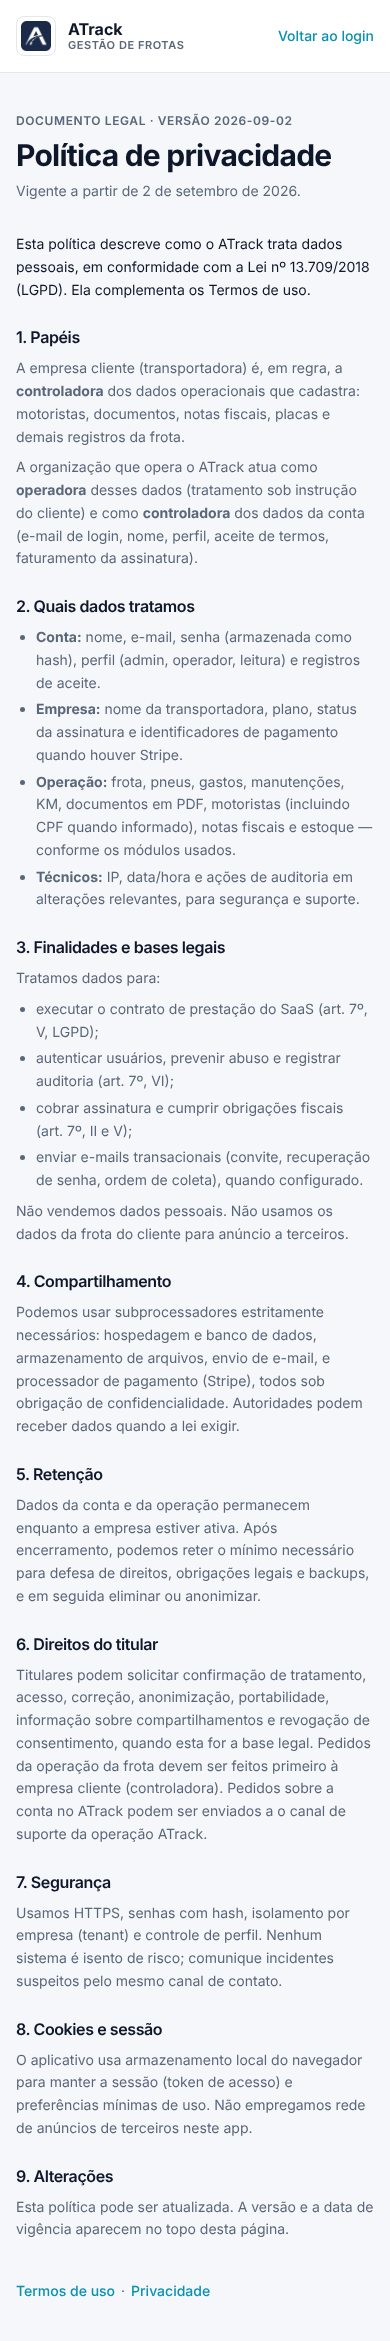 ATrack
GESTÃO DE FROTAS
Voltar ao login
DOCUMENTO LEGAL · VERSÃO 2026-09-02
Política de privacidade
Vigente a partir de 2 de setembro de 2026.
Esta política descreve como o ATrack trata dados
pessoais, em conformidade com a Lei nº 13.709/2018
(LGPD). Ela complementa os Termos de uso.
1. Papéis
A empresa cliente (transportadora) é, em regra, a
controladora dos dados operacionais que cadastra:
motoristas, documentos, notas fiscais, placas e
demais registros da frota.
A organização que opera o ATrack atua como
operadora desses dados (tratamento sob instrução
do cliente) e como controladora dos dados da conta
(e-mail de login, nome, perfil, aceite de termos,
faturamento da assinatura).
2. Quais dados tratamos
• Conta: nome, e-mail, senha (armazenada como
hash), perfil (admin, operador, leitura) e registros
de aceite.
• Empresa: nome da transportadora, plano, status
da assinatura e identificadores de pagamento
quando houver Stripe.
• Operação: frota, pneus, gastos, manutenções,
KM, documentos em PDF, motoristas (incluindo
CPF quando informado), notas fiscais e estoque —
conforme os módulos usados.
• Técnicos: IP, data/hora e ações de auditoria em
alterações relevantes, para segurança e suporte.
3. Finalidades e bases legais
Tratamos dados para:
• executar o contrato de prestação do SaaS (art. 7º,
V, LGPD);
• autenticar usuários, prevenir abuso e registrar
auditoria (art. 7º, VI);
• cobrar assinatura e cumprir obrigações fiscais
(art. 7º, II e V);
• enviar e-mails transacionais (convite, recuperação
de senha, ordem de coleta), quando configurado.
Não vendemos dados pessoais. Não usamos os
dados da frota do cliente para anúncio a terceiros.
4. Compartilhamento
Podemos usar subprocessadores estritamente
necessários: hospedagem e banco de dados,
armazenamento de arquivos, envio de e-mail, e
processador de pagamento (Stripe), todos sob
obrigação de confidencialidade. Autoridades podem
receber dados quando a lei exigir.
5. Retenção
Dados da conta e da operação permanecem
enquanto a empresa estiver ativa. Após
encerramento, podemos reter o mínimo necessário
para defesa de direitos, obrigações legais e backups,
e em seguida eliminar ou anonimizar.
6. Direitos do titular
Titulares podem solicitar confirmação de tratamento,
acesso, correção, anonimização, portabilidade,
informação sobre compartilhamentos e revogação de
consentimento, quando esta for a base legal. Pedidos
da operação da frota devem ser feitos primeiro à
empresa cliente (controladora). Pedidos sobre a
conta no ATrack podem ser enviados a o canal de
suporte da operação ATrack.
7. Segurança
Usamos HTTPS, senhas com hash, isolamento por
empresa (tenant) e controle de perfil. Nenhum
sistema é isento de risco; comunique incidentes
suspeitos pelo mesmo canal de contato.
8. Cookies e sessão
O aplicativo usa armazenamento local do navegador
para manter a sessão (token de acesso) e
preferências mínimas de uso. Não empregamos rede
de anúncios de terceiros neste app.
9. Alterações
Esta política pode ser atualizada. A versão e a data de
vigência aparecem no topo desta página.
Termos de uso · Privacidade